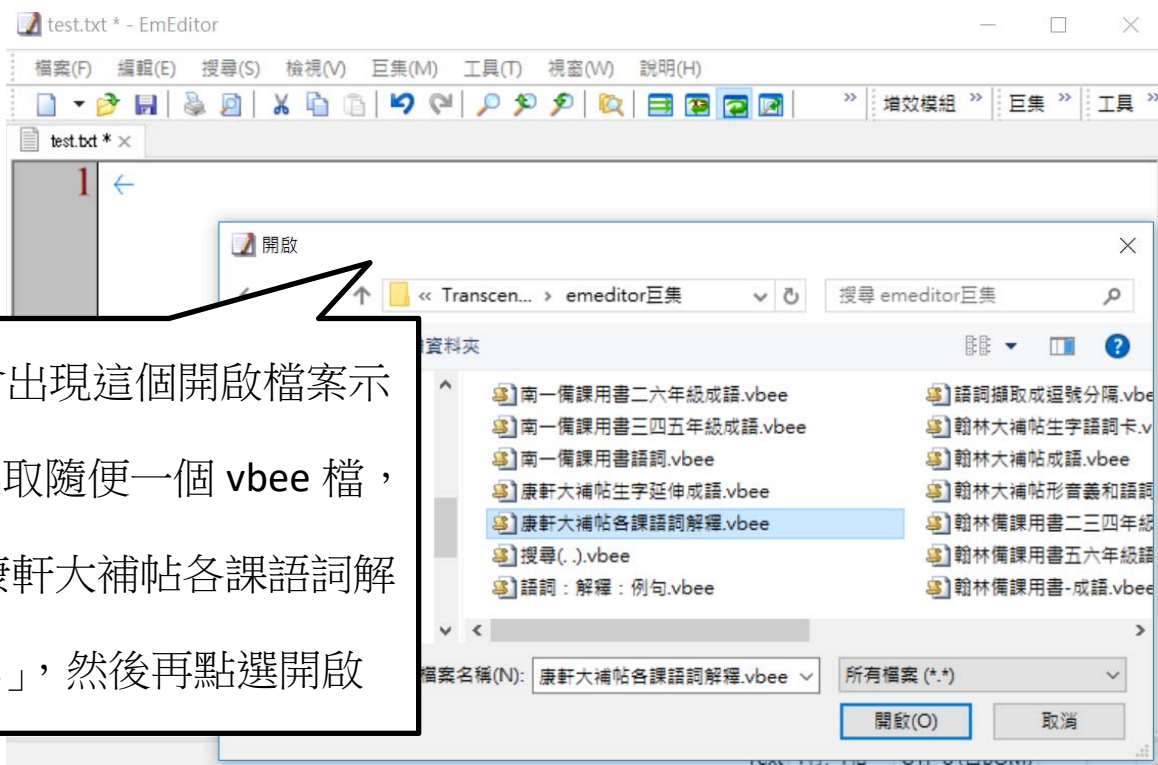 test.txt * - EmEditor
檔案(F) 編輯(E) 搜尋(S) 檢視(V) 巨集(M) 工具(T) 視窗(W) 說明(H)
增效模組 巨集 工具
test.txt *
1
開啟
« Transcen... › emeditor巨集
搜尋 emeditor巨集
資料夾
南一備課用書二六年級成語.vbee
南一備課用書三四五年級成語.vbee
南一備課用書語詞.vbee
康軒大補帖生字延伸成語.vbee
康軒大補帖各課語詞解釋.vbee
搜尋(. .).vbee
語詞：解釋：例句.vbee
語詞擷取成逗號分隔.vbe
翰林大補帖生字語詞卡.v
翰林大補帖成語.vbee
翰林大補帖形音義和語詞
翰林備課用書二三四年級
翰林備課用書五六年級語
翰林備課用書-成語.vbee
出現這個開啟檔案示
取隨便一個 vbee 檔，
康軒大補帖各課語詞解
」，然後再點選開啟
檔案名稱(N): 康軒大補帖各課語詞解釋.vbee
所有檔案 (*.*)
開啟(O) 取消